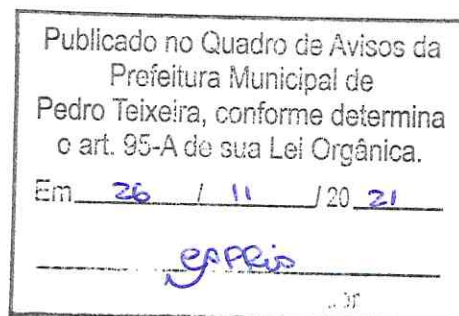 Publicado no Quadro de Avisos da
Prefeitura Municipal de
Pedro Teixeira, conforme determina
o art. 95-A de sua Lei Orgânica.
Em 26 / 11 / 20 21